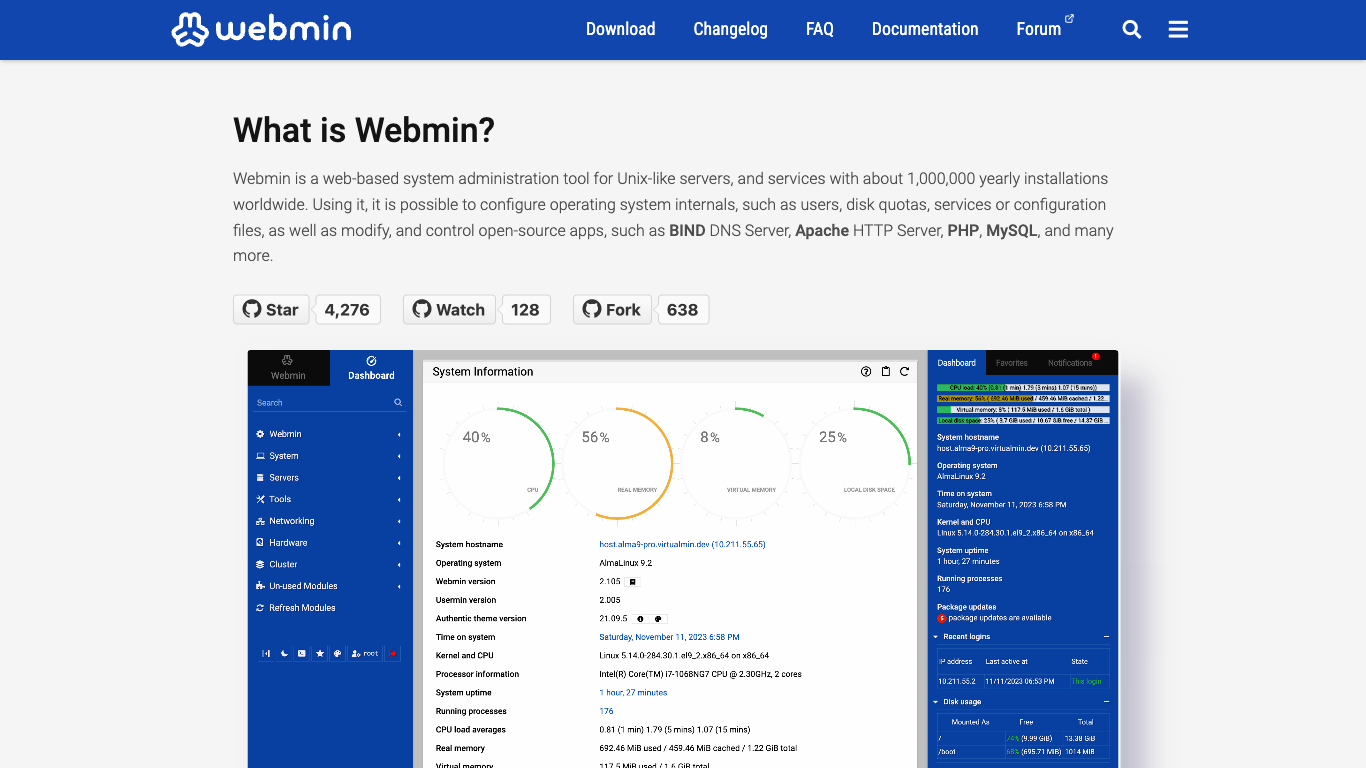 webmin
Download
Changelog
FAQ
Documentation
Forum
What is Webmin?
Webmin is a web-based system administration tool for Unix-like servers, and services with about 1,000,000 yearly installations
worldwide. Using it, it is possible to configure operating system internals, such as users, disk quotas, services or configuration
files, as well as modify, and control open-source apps, such as BIND DNS Server, Apache HTTP Server, PHP, MySQL, and many
more.
Star 4,276
Watch 128
Fork 638
Webmin
Dashboard
Search
Webmin
System
Servers
Tools
Networking
Hardware
Cluster
Un-used Modules
Refresh Modules
root
System Information
40%
CPU
56%
REAL MEMORY
8%
VIRTUAL MEMORY
25%
LOCAL DISK SPACE
System hostname host.alma9-pro.virtualmin.dev (10.211.55.65)
Operating system AlmaLinux 9.2
Webmin version 2.105
Usermin version 2.005
Authentic theme version 21.09.5
Time on system Saturday, November 11, 2023 6:58 PM
Kernel and CPU Linux 5.14.0-284.30.1.el9_2.x86_64 on x86_64
Processor information Intel(R) Core(TM) i7-1068NG7 CPU @ 2.30GHz, 2 cores
System uptime 1 hour, 27 minutes
Running processes 176
CPU load averages 0.81 (1 min) 1.79 (5 mins) 1.07 (15 mins)
Real memory 692.46 MiB used / 459.46 MiB cached / 1.22 GiB total
Virtual memory 117.5 MiB used / 1.6 GiB total
Dashboard
Favorites
Notifications
1
CPU load: 40% (0.81 (1 min) 1.79 (5 mins) 1.07 (15 mins))
Real memory: 56% ( 692.46 MiB used / 459.46 MiB cached / 1.22...
Virtual memory: 8% ( 117.5 MiB used / 1.6 GiB total )
Local disk space: 25% ( 3.7 GiB used / 10.67 GiB free / 14.37 GiB...
System hostname
host.alma9-pro.virtualmin.dev (10.211.55.65)
Operating system
AlmaLinux 9.2
Time on system
Saturday, November 11, 2023 6:58 PM
Kernel and CPU
Linux 5.14.0-284.30.1.el9_2.x86_64 on x86_64
System uptime
1 hour, 27 minutes
Running processes
176
Package updates
5 package updates are available
Recent logins
IP address Last active at State
10.211.55.2 11/11/2023 06:53 PM This login
Disk usage
Mounted As Free Total
/ 74% (9.99 GiB) 13.38 GiB
/boot 68% (695.71 MiB) 1014 MiB